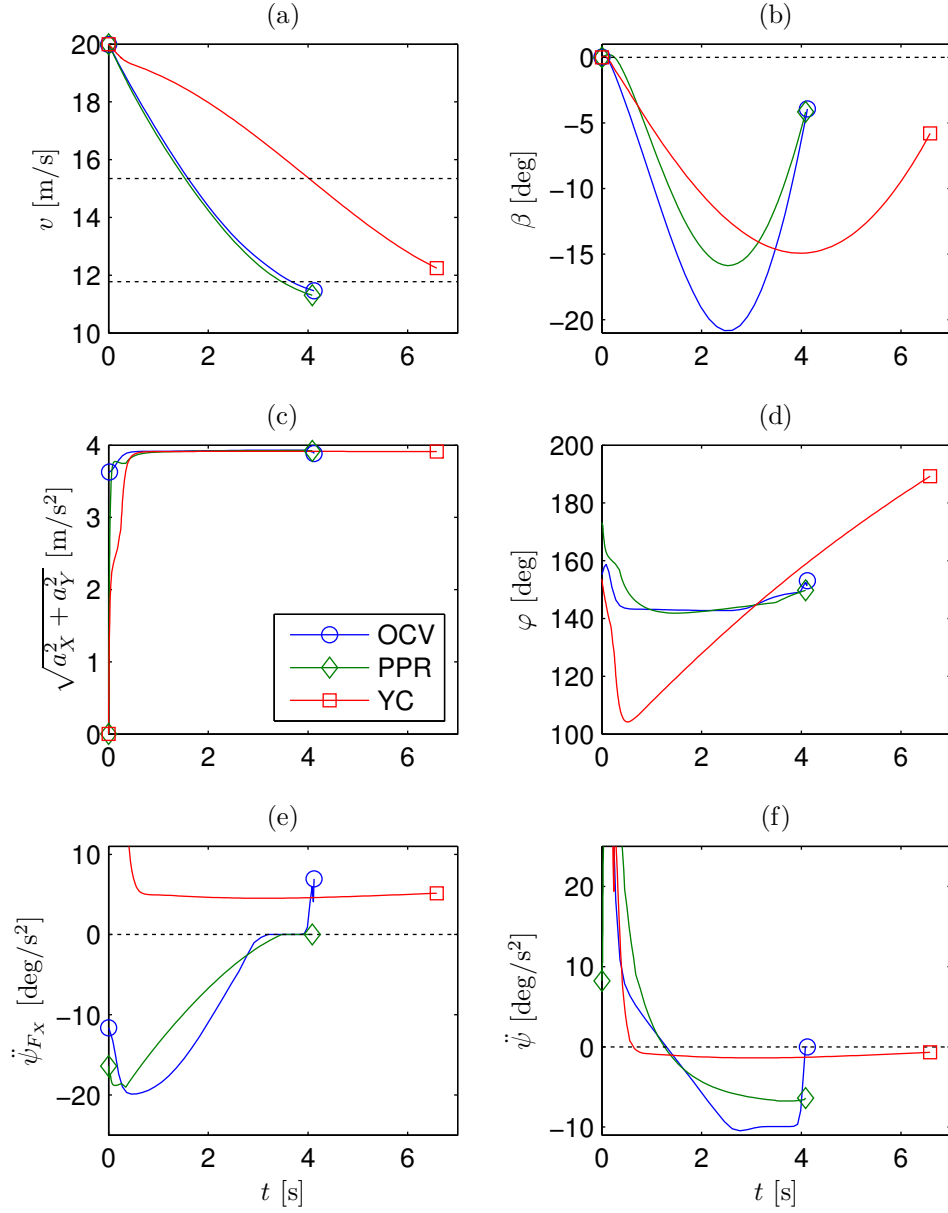 (a)
20
18
16
14
12
10
v [m/s]
0 2 4 6
(b)
0
−5
−10
−15
−20
β [deg]
0 2 4 6
(c)
4
3
2
1
0
√(a_X^2 + a_Y^2) [m/s^2]
OCV
PPR
YC
0 2 4 6
(d)
200
180
160
140
120
100
φ [deg]
0 2 4 6
(e)
10
0
−10
−20
ψ̈_{F_X} [deg/s^2]
0 2 4 6
t [s]
(f)
20
10
0
−10
ψ̈ [deg/s^2]
0 2 4 6
t [s]